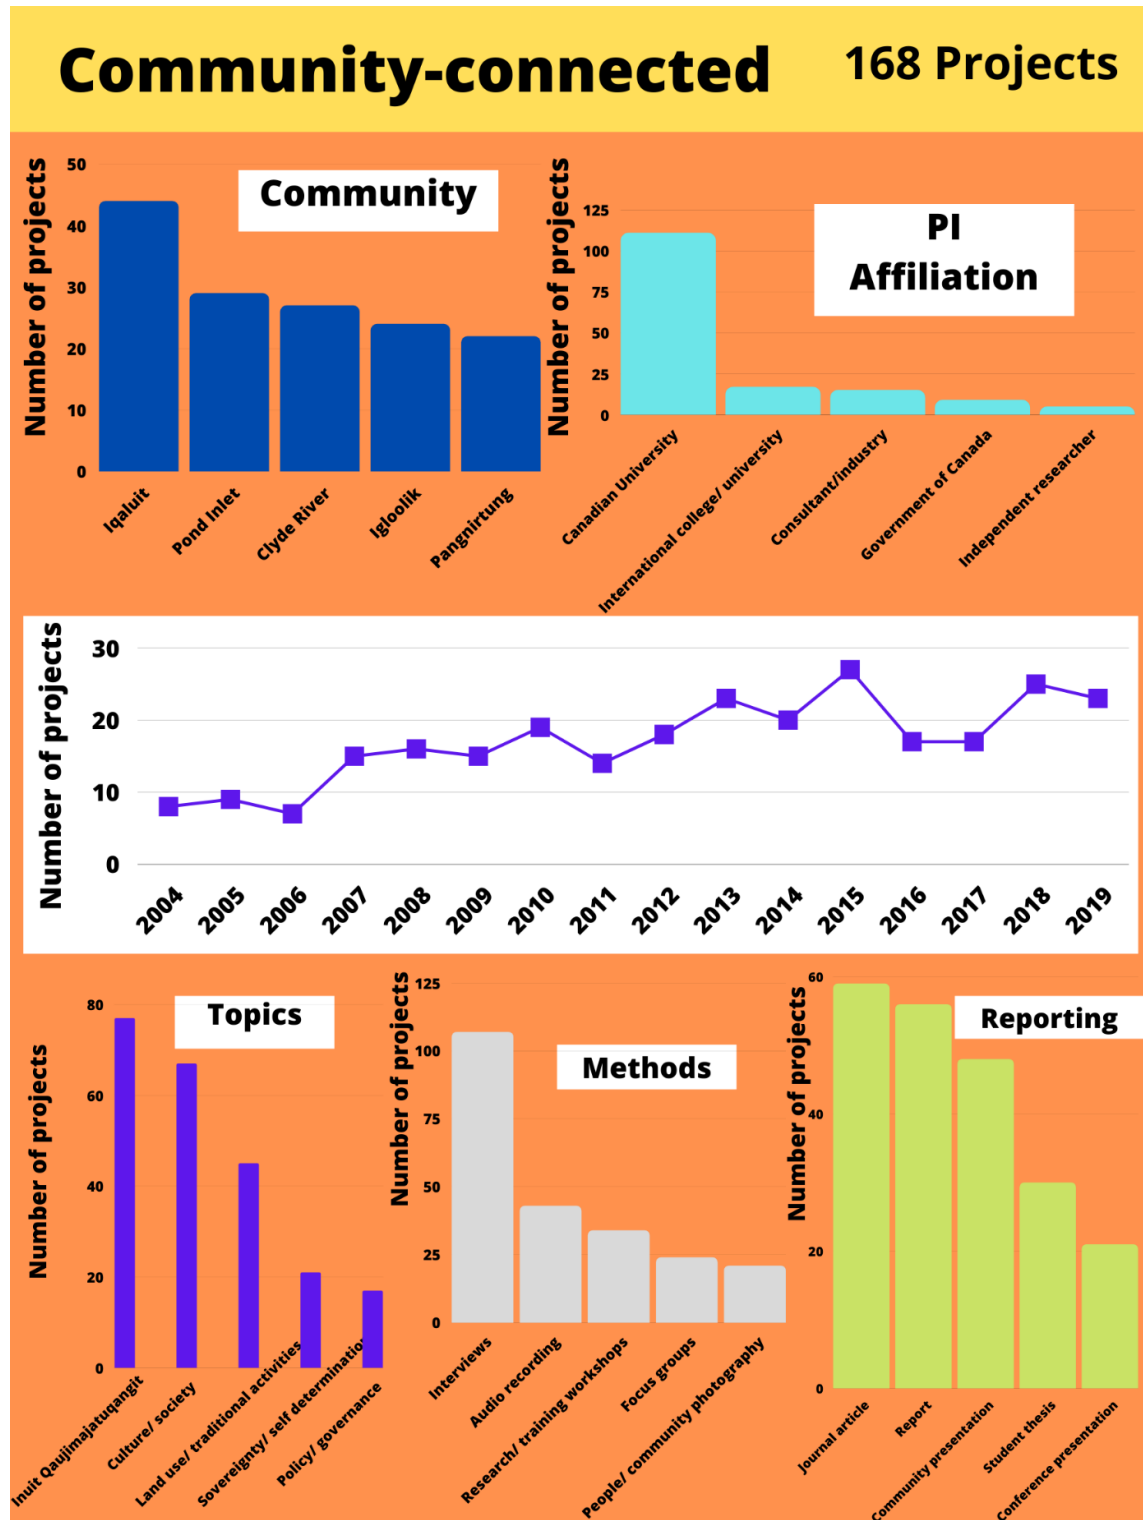 Community-connected
168 Projects
Number of projects
50
40
30
20
10
0
Community
Iqaluit
Pond Inlet
Clyde River
Igloolik
Pangnirtung
Number of projects
125
100
75
50
25
0
PI
Affiliation
Canadian University
International college/ university
Consultant/industry
Government of Canada
Independent researcher
Number of projects
30
20
10
0
2004
2005
2006
2007
2008
2009
2010
2011
2012
2013
2014
2015
2016
2017
2018
2019
Number of projects
80
60
40
20
0
Topics
Inuit Qaujimajatuqangit
Culture/ society
Land use/ traditional activities
Sovereignty/ self determination
Policy/ governance
Number of projects
125
100
75
50
25
0
Methods
Interviews
Audio recording
Research/ training workshops
Focus groups
People/ community photography
Number of projects
60
40
20
0
Reporting
Journal article
Report
Community presentation
Student thesis
Conference presentation